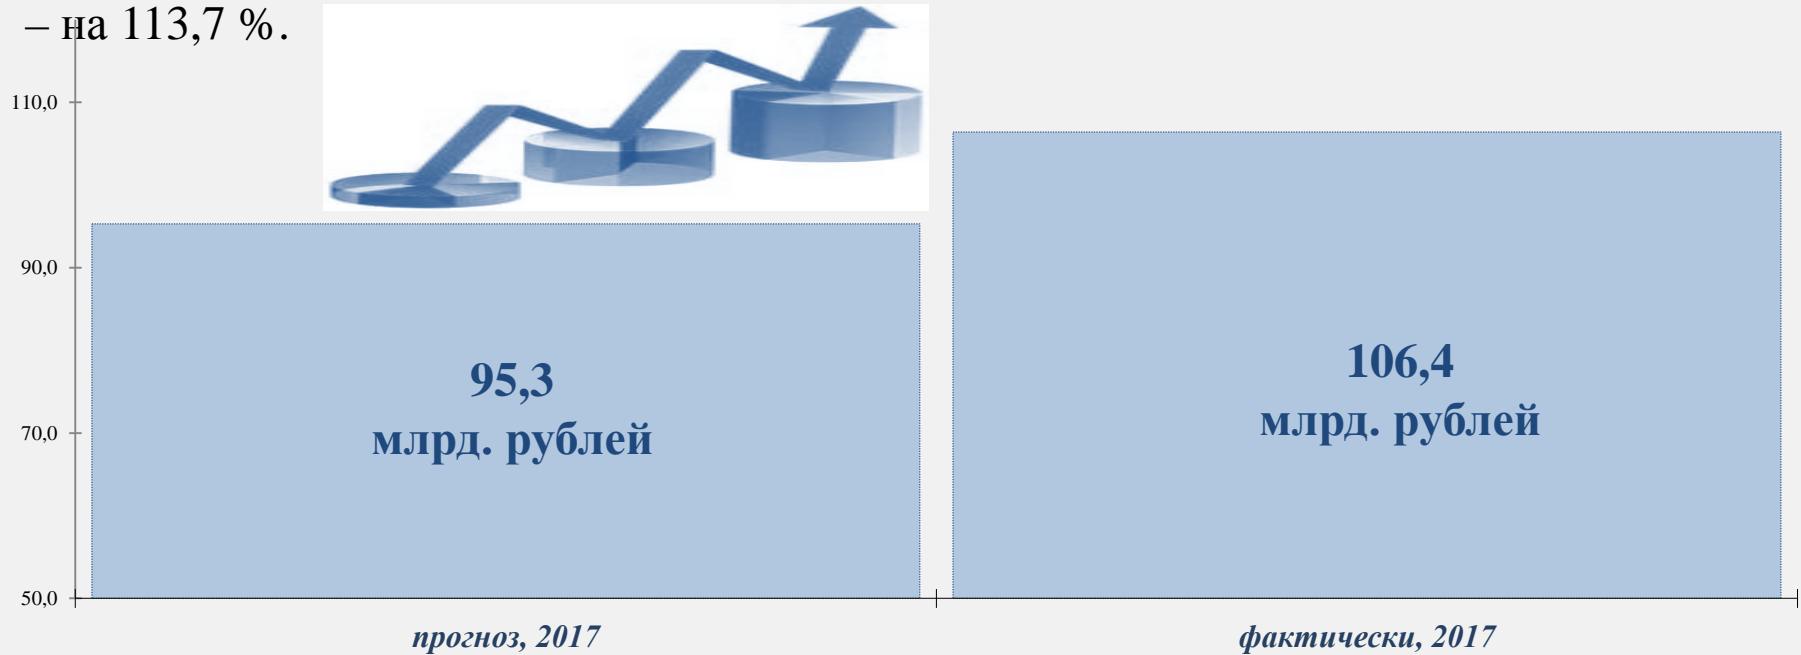 – на 113,7 %.
110,0
90,0
70,0
50,0
95,3
млрд. рублей
106,4
млрд. рублей
прогноз, 2017
фактически, 2017